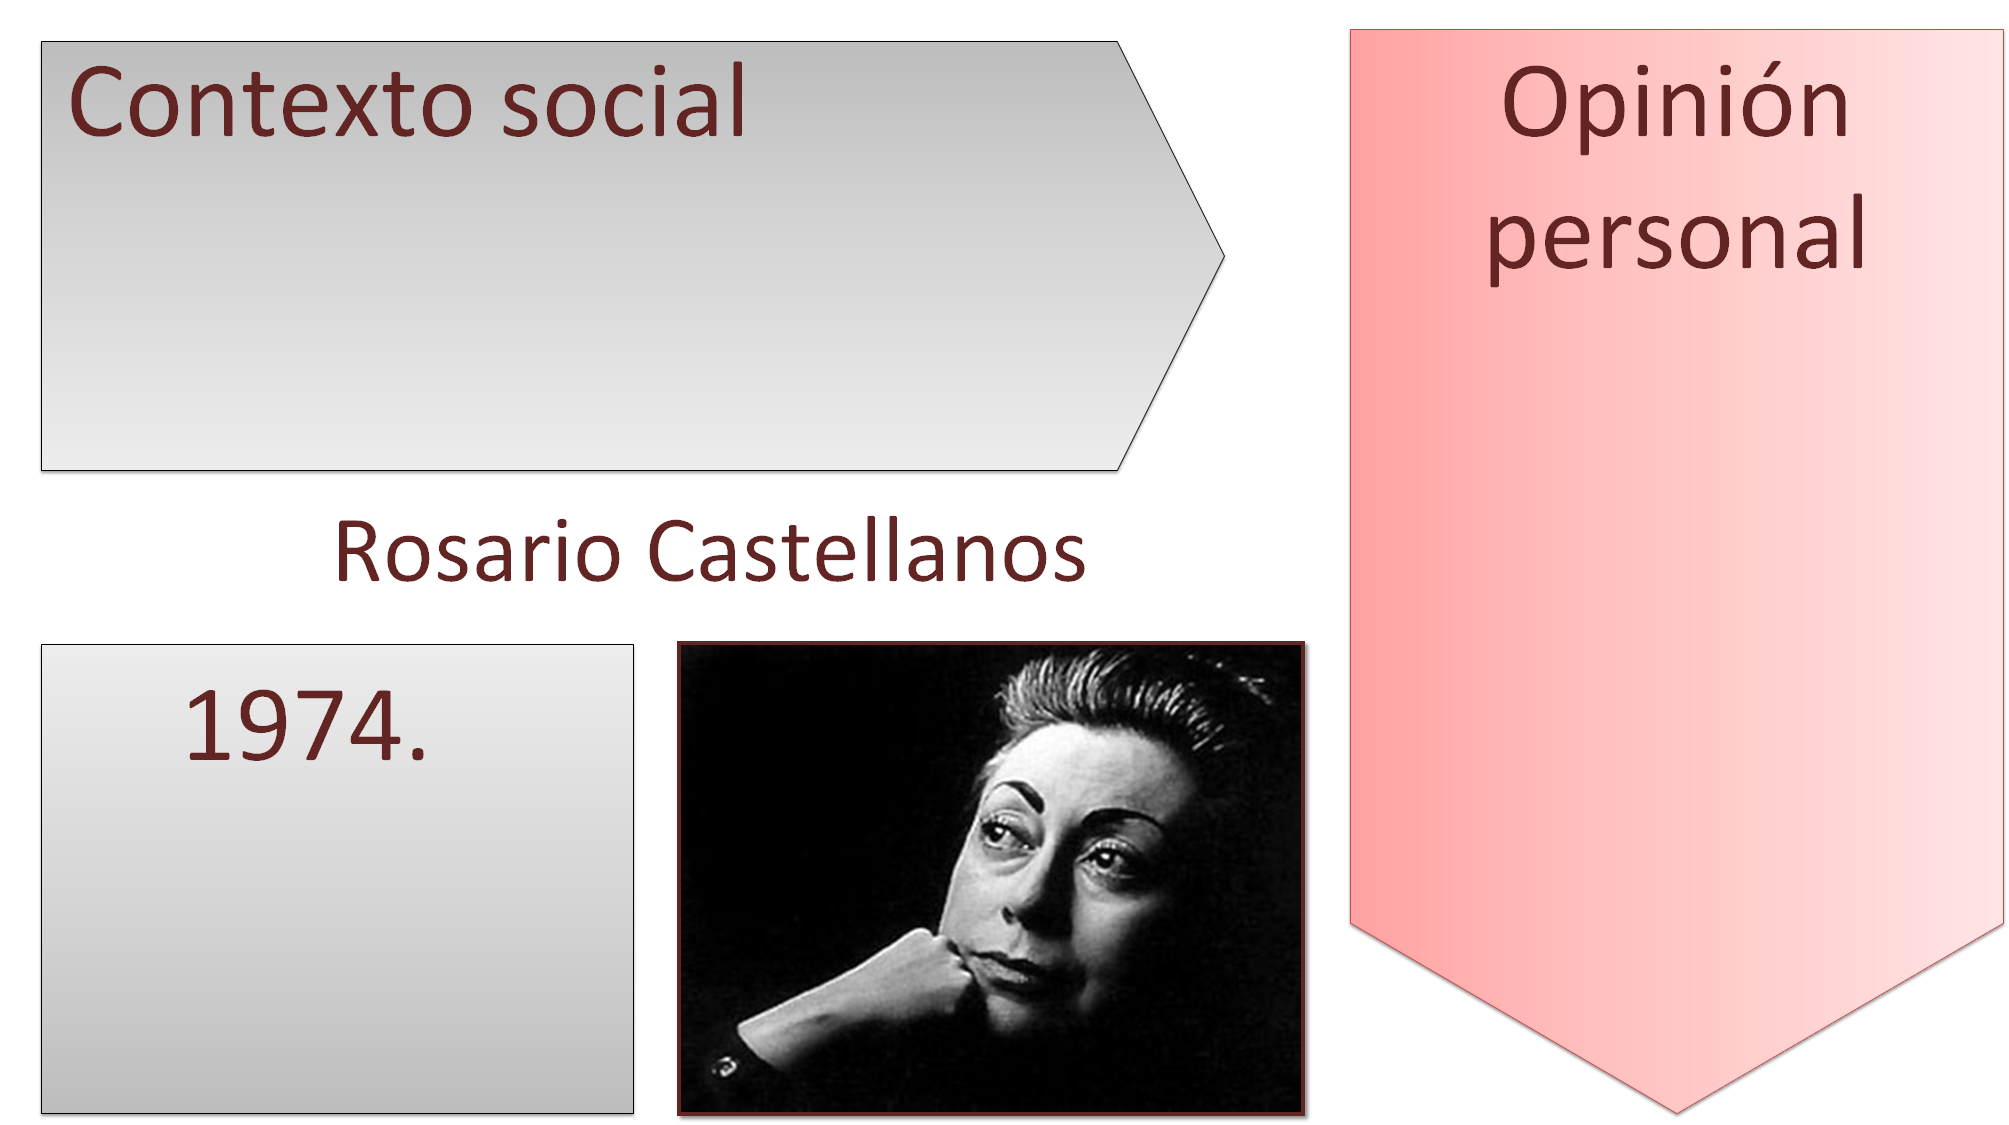 Contexto social
Opinión
personal
Rosario Castellanos
1974.